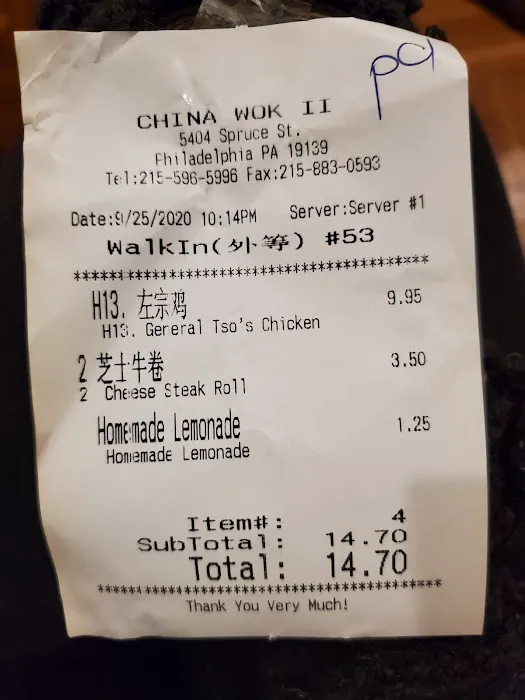 pd
CHINA WOK II
5404 Spruce St.
Philadelphia PA 19139
Tel:215-596-5996 Fax:215-883-0593
Date:9/25/2020 10:14PM Server:Server #1
WalkIn(外等) #53
************************************************
H13. 左宗鸡 9.95
H13. Gereral Tso's Chicken
2 芝士牛卷 3.50
2 Cheese Steak Roll
Homemade Lemonade 1.25
Homemade Lemonade
Item#: 4
SubTotal: 14.70
Total: 14.70
************************************************
Thank You Very Much!